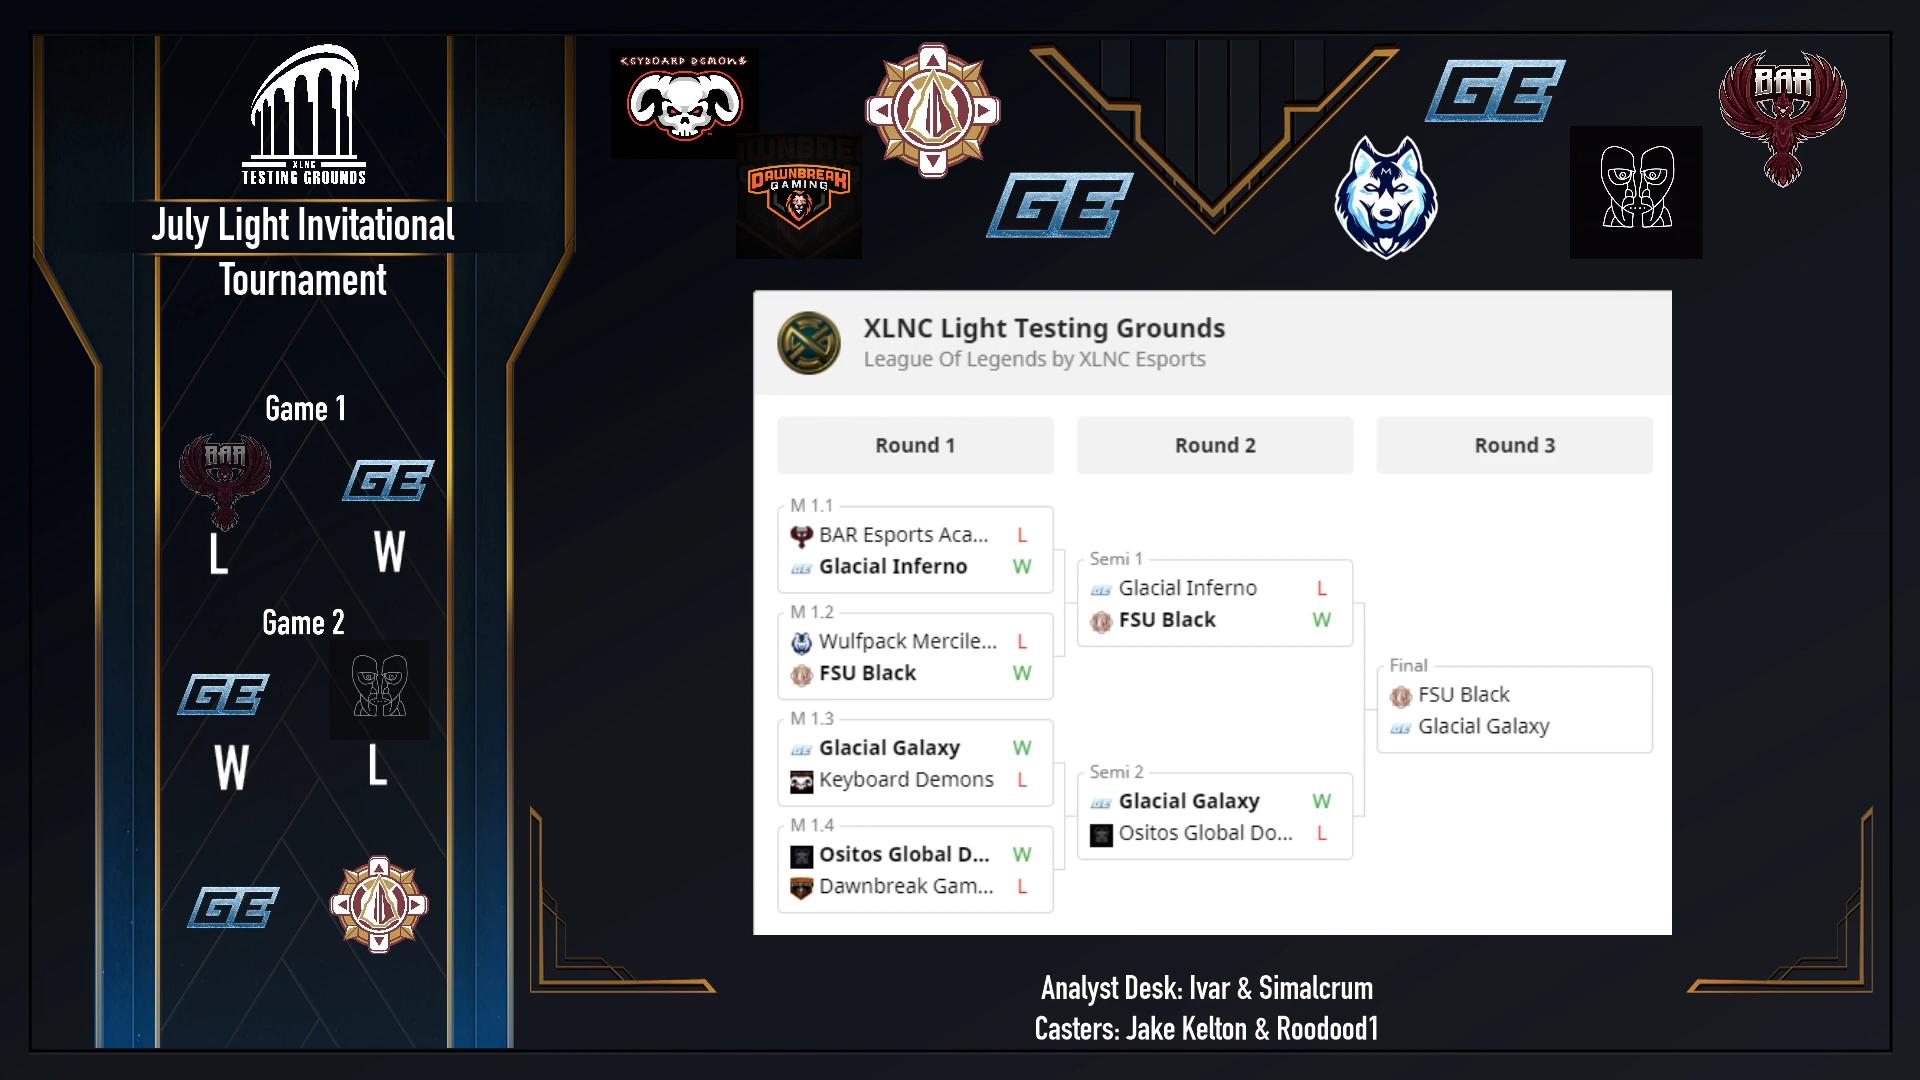 XLNC
TESTING GROUNDS
July Light Invitational
Tournament
Game 1
BAR
GE
L
W
Game 2
GE
W
L
GE
KEYBOARD DEMONS
DAWNBREAK
GAMING
GE
GE
BAR
XLNC Light Testing Grounds
League Of Legends by XLNC Esports
Round 1
Round 2
Round 3
M 1.1
BAR Esports Aca... L
Glacial Inferno W
M 1.2
Wulfpack Mercile... L
FSU Black W
M 1.3
Glacial Galaxy W
Keyboard Demons L
M 1.4
Ositos Global D... W
Dawnbreak Gam... L
Semi 1
Glacial Inferno L
FSU Black W
Semi 2
Glacial Galaxy W
Ositos Global Do... L
Final
FSU Black
Glacial Galaxy
Analyst Desk: Ivar & Simalcrum
Casters: Jake Kelton & Roodood1